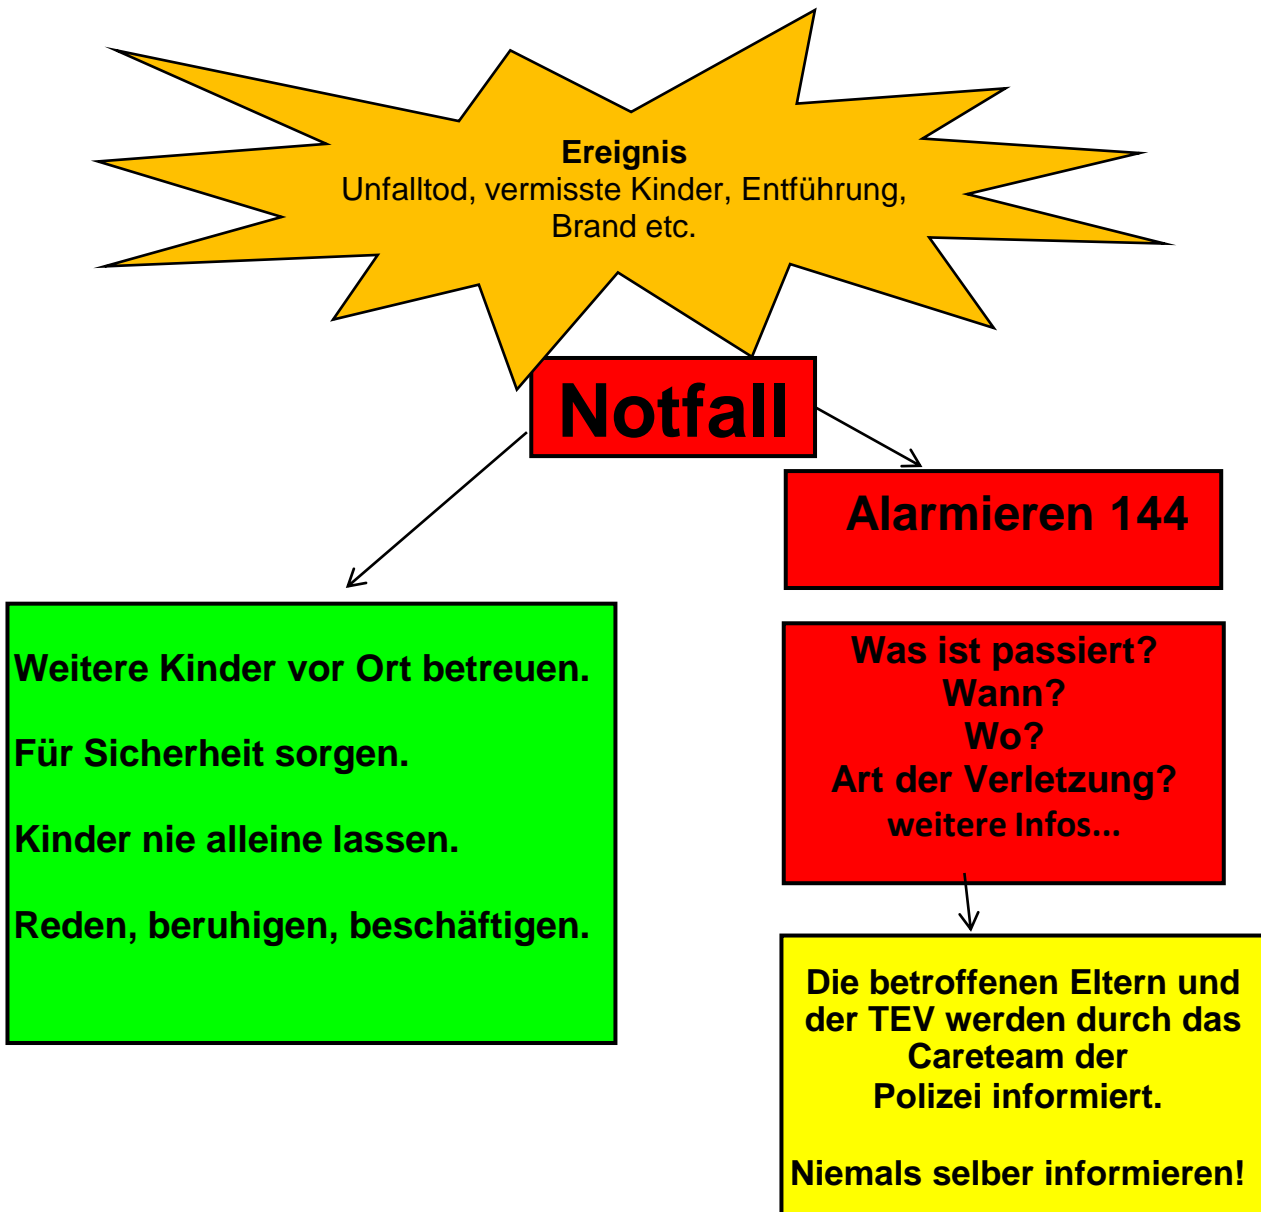 Ereignis
Unfalltod, vermisste Kinder, Entführung,
Brand etc.
Notfall
Alarmieren 144
Weitere Kinder vor Ort betreuen.
Für Sicherheit sorgen.
Kinder nie alleine lassen.
Reden, beruhigen, beschäftigen.
Was ist passiert?
Wann?
Wo?
Art der Verletzung?
weitere Infos...
Die betroffenen Eltern und
der TEV werden durch das
Careteam der
Polizei informiert.
Niemals selber informieren!